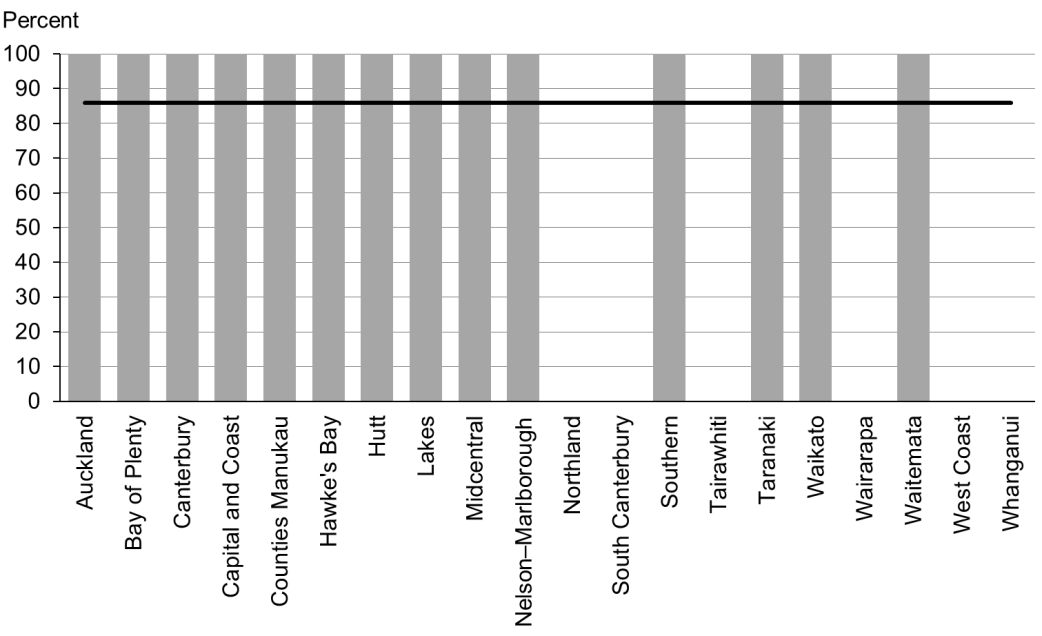 Percent
100
90
80
70
60
50
40
30
20
10
0
Auckland
Bay of Plenty
Canterbury
Capital and Coast
Counties Manukau
Hawke's Bay
Hutt
Lakes
Midcentral
Nelson–Marlborough
Northland
South Canterbury
Southern
Tairawhiti
Taranaki
Waikato
Wairarapa
Waitemata
West Coast
Whanganui